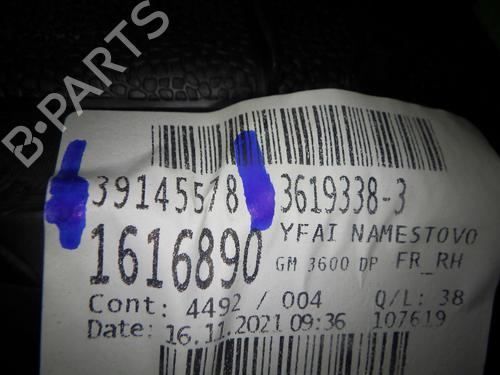 B-PARTS
39145578 3619338-3
1616890 YFAI NAMESTOVO
GM 3600 DP FR_RH
Cont: 4492 / 004 Q/L: 38
Date: 16.11.2021 09:36 107619